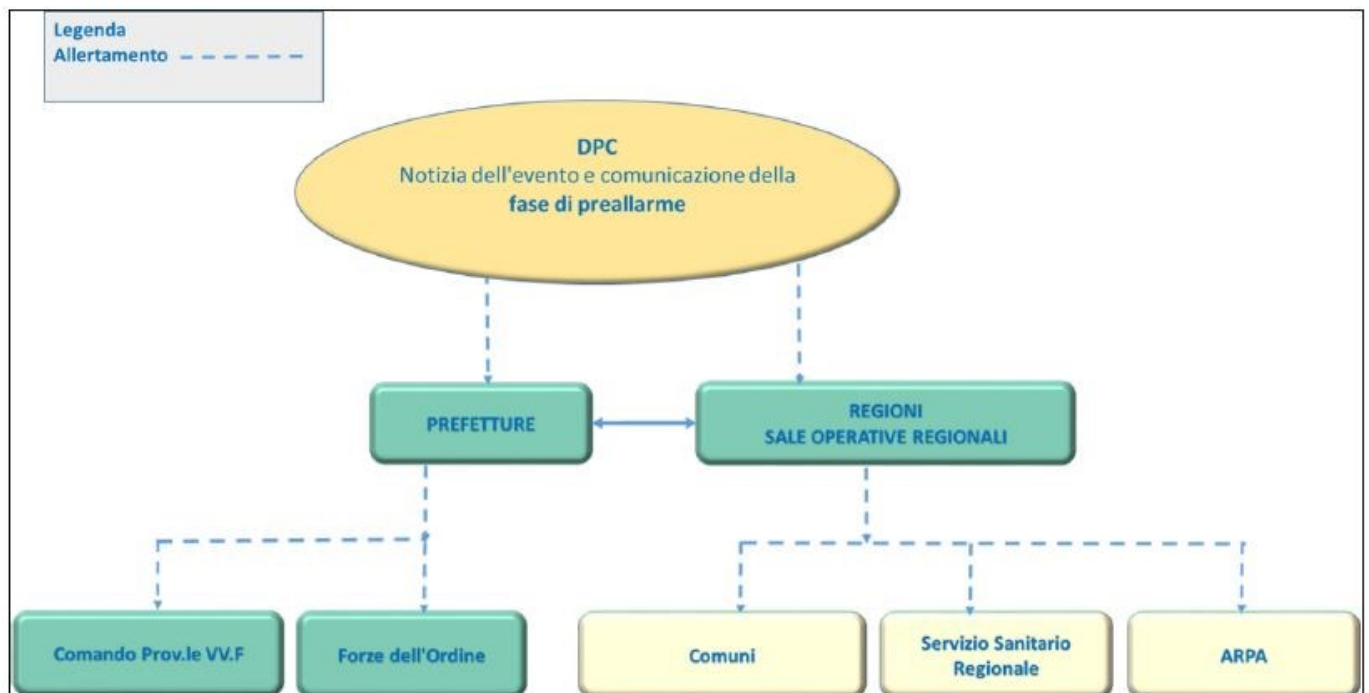 Legenda
Allertamento
DPC
Notizia dell'evento e comunicazione della
fase di preallarme
PREFETTURE
REGIONI
SALE OPERATIVE REGIONALI
Comando Prov.le VV.F
Forze dell'Ordine
Comuni
Servizio Sanitario
Regionale
ARPA